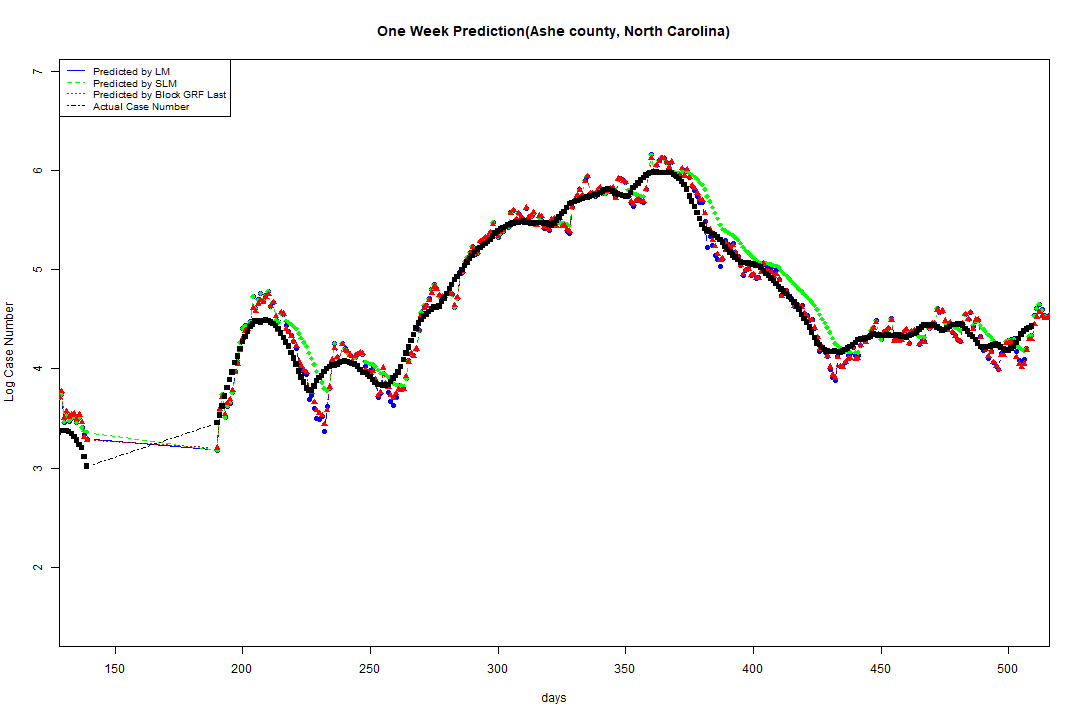 One Week Prediction(Ashe county, North Carolina)
Predicted by LM
Predicted by SLM
Predicted by Block GRF Last
Actual Case Number
Log Case Number
7
6
5
4
3
2
150 200 250 300 350 400 450 500
days